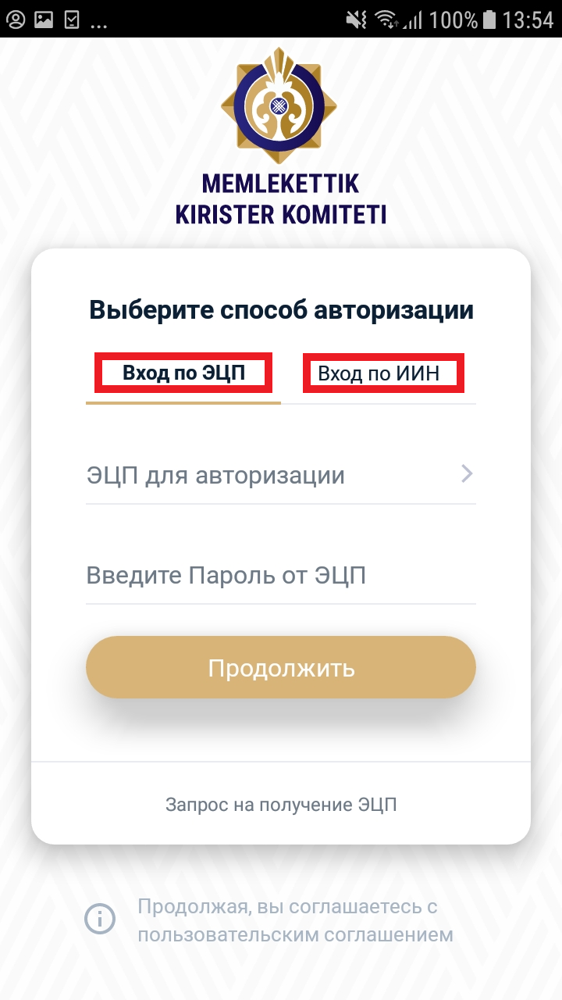 ... 100% 13:54
MEMLEKETTIK
KIRISTER KOMITETI
Выберите способ авторизации
Вход по ЭЦП Вход по ИИН
ЭЦП для авторизации
Введите Пароль от ЭЦП
Продолжить
Запрос на получение ЭЦП
Продолжая, вы соглашаетесь с
пользовательским соглашением